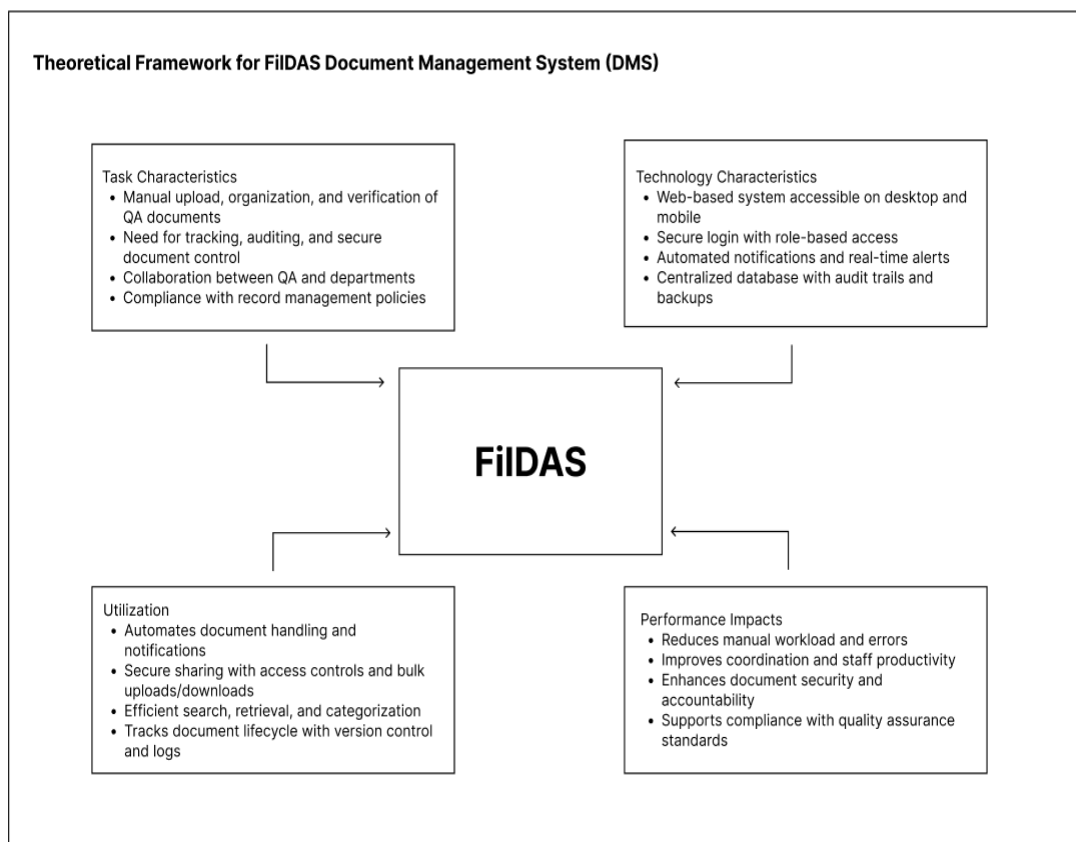 Theoretical Framework for FilDAS Document Management System (DMS)
Task Characteristics
• Manual upload, organization, and verification of
QA documents
• Need for tracking, auditing, and secure
document control
• Collaboration between QA and departments
• Compliance with record management policies
Technology Characteristics
• Web-based system accessible on desktop and
mobile
• Secure login with role-based access
• Automated notifications and real-time alerts
• Centralized database with audit trails and
backups
FilDAS
Utilization
• Automates document handling and
notifications
• Secure sharing with access controls and bulk
uploads/downloads
• Efficient search, retrieval, and categorization
• Tracks document lifecycle with version control
and logs
Performance Impacts
• Reduces manual workload and errors
• Improves coordination and staff productivity
• Enhances document security and
accountability
• Supports compliance with quality assurance
standards